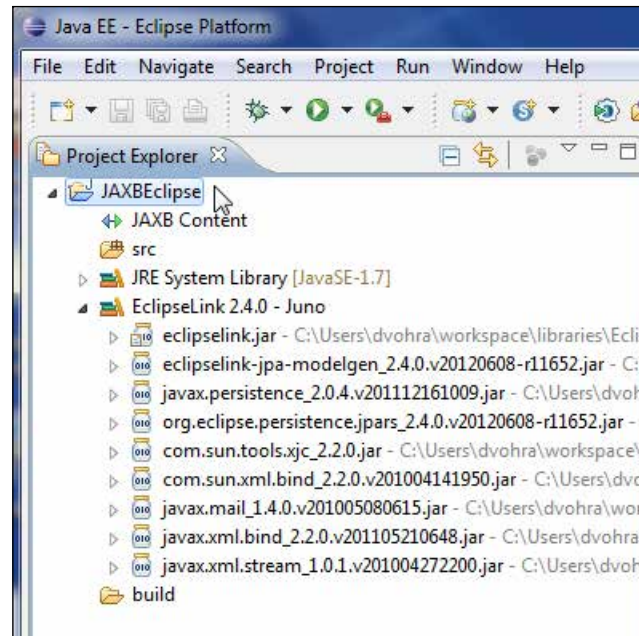 Java EE - Eclipse Platform
File Edit Navigate Search Project Run Window Help
Project Explorer
JAXBEclipse
JAXB Content
src
JRE System Library [JavaSE-1.7]
EclipseLink 2.4.0 - Juno
eclipselink.jar - C:\Users\dvohra\workspace\libraries\Ecli
eclipselink-jpa-modelgen_2.4.0.v20120608-r11652.jar - C:
javax.persistence_2.0.4.v201112161009.jar - C:\Users\dvoh
org.eclipse.persistence.jpars_2.4.0.v20120608-r11652.jar -
com.sun.tools.xjc_2.2.0.jar - C:\Users\dvohra\workspace\
com.sun.xml.bind_2.2.0.v201004141950.jar - C:\Users\dvo
javax.mail_1.4.0.v201005080615.jar - C:\Users\dvohra\wor
javax.xml.bind_2.2.0.v201105210648.jar - C:\Users\dvohra
javax.xml.stream_1.0.1.v201004272200.jar - C:\Users\dvoh
build